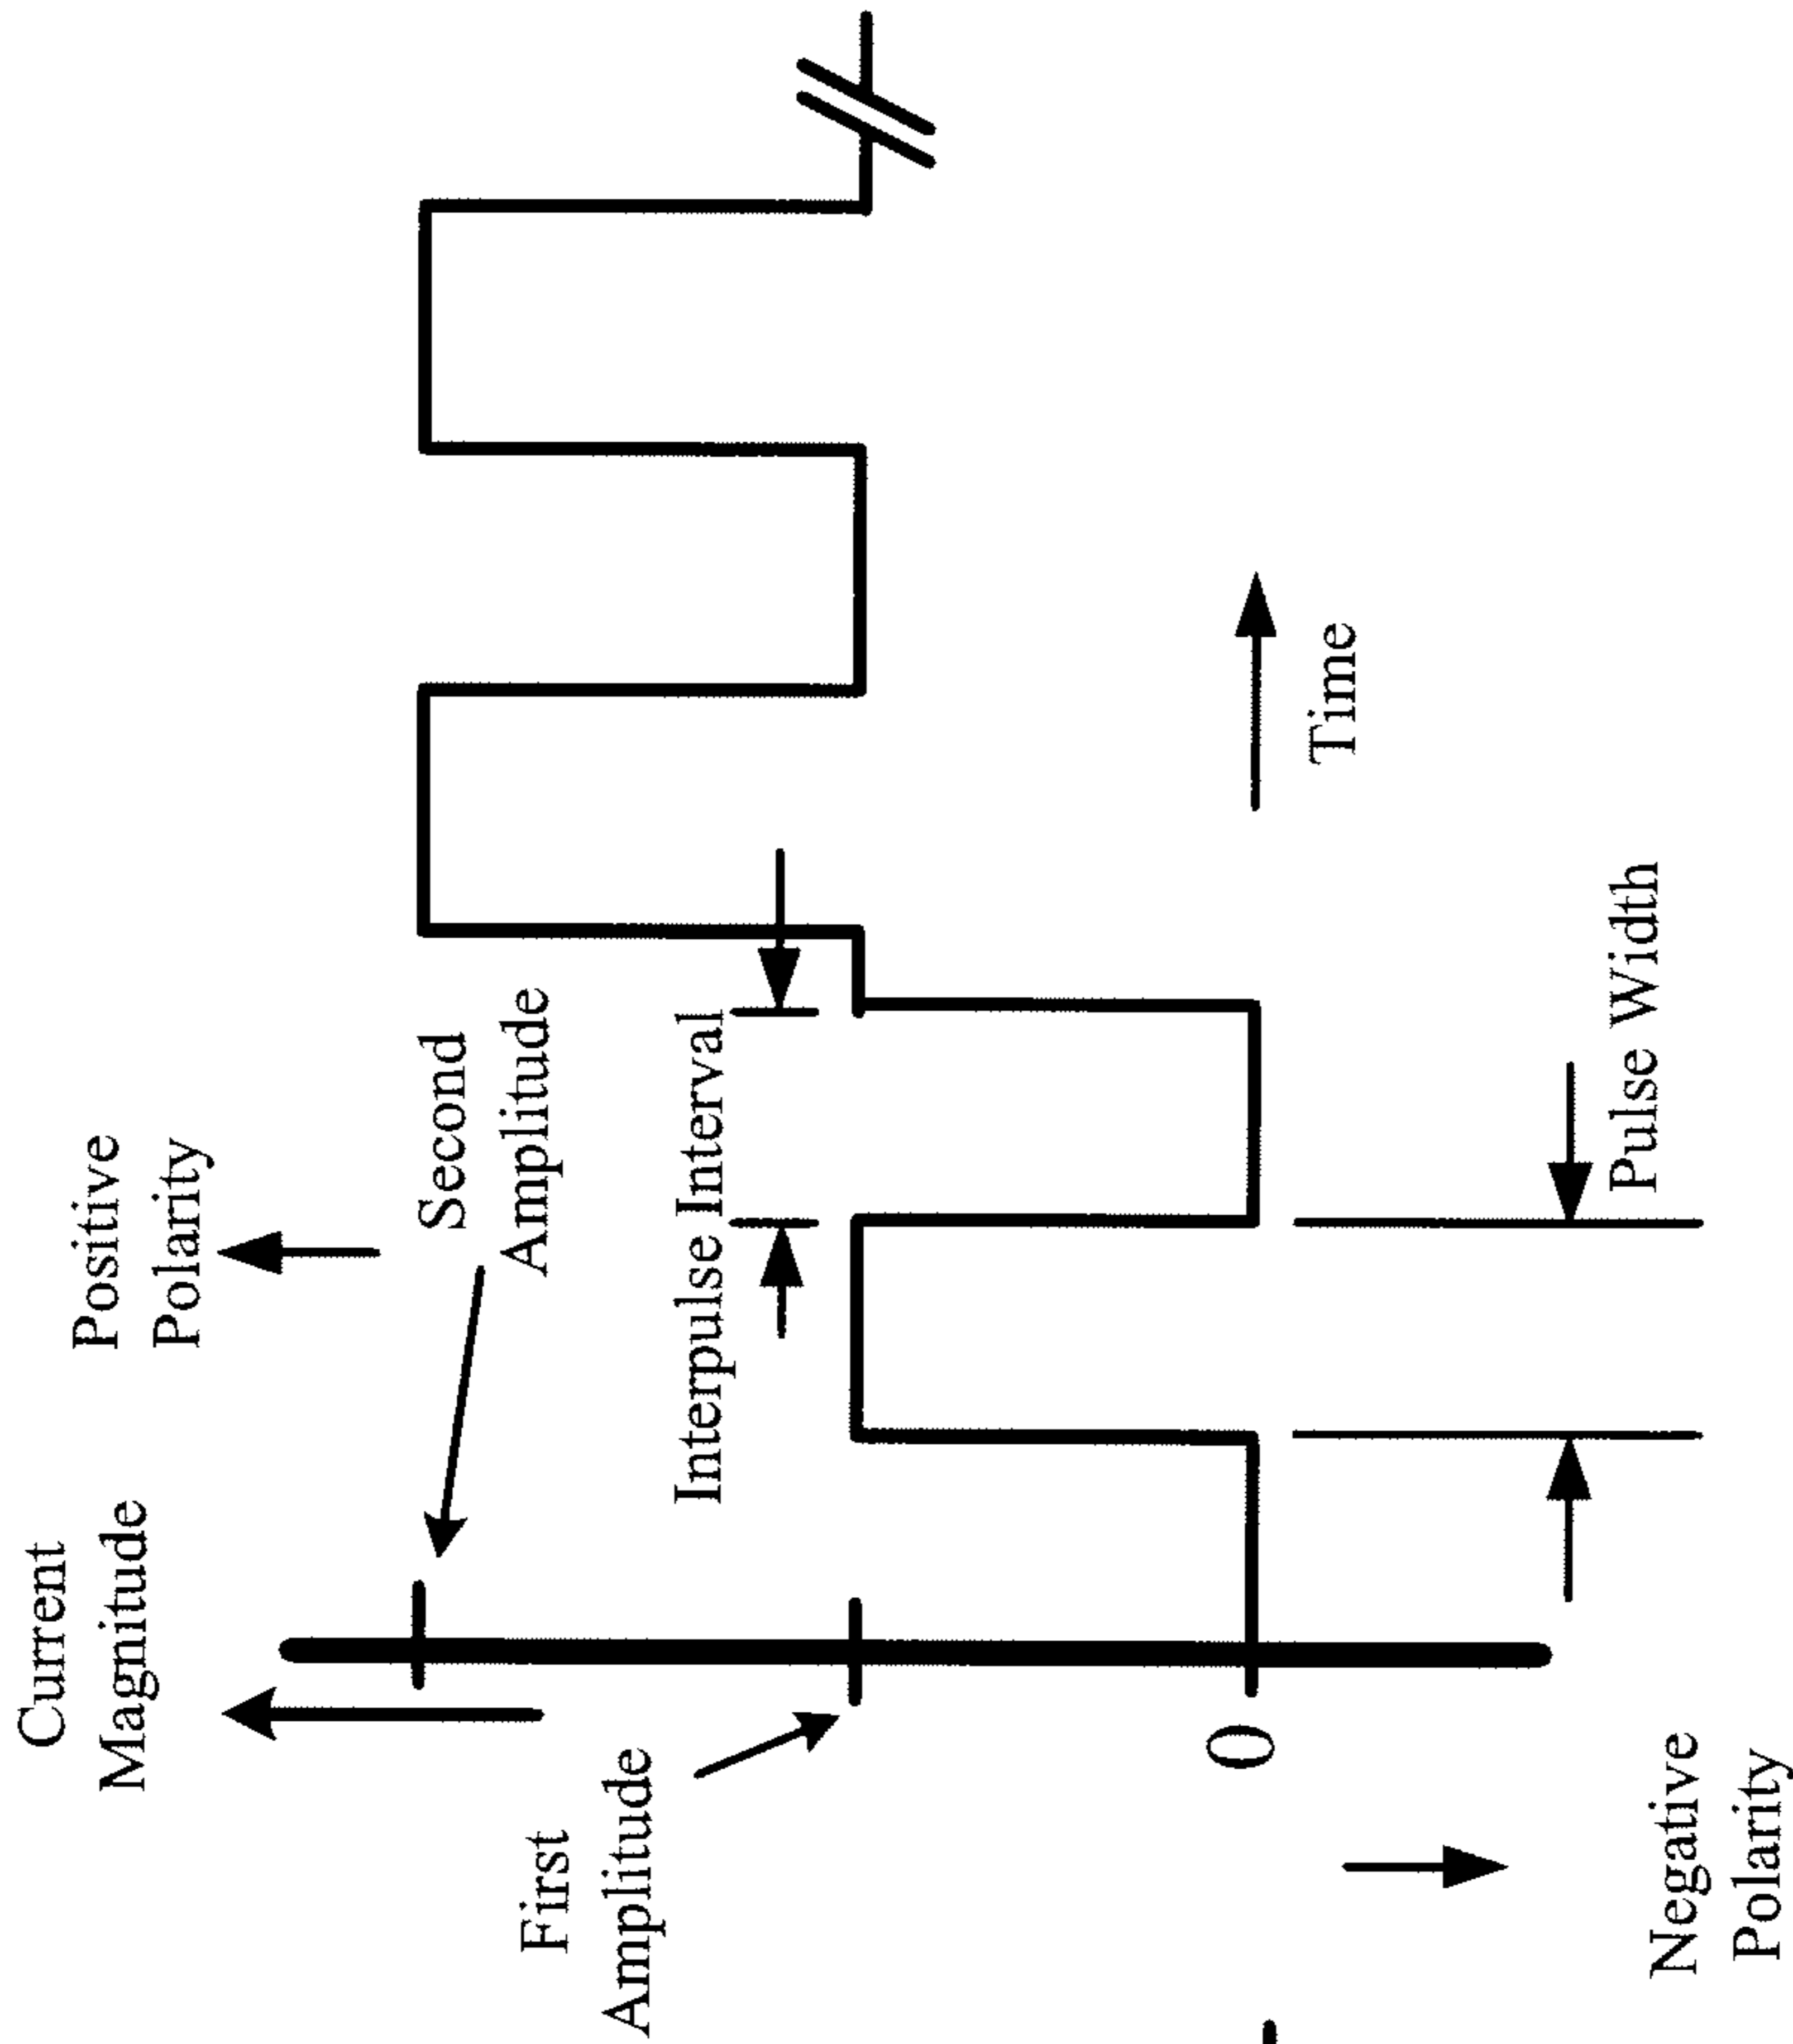 Current
Magnitude
Positive
Polarity
Second
Amplitude
First
Amplitude
Interpulse Interval
0
Time
Pulse Width
Negative
Polarity